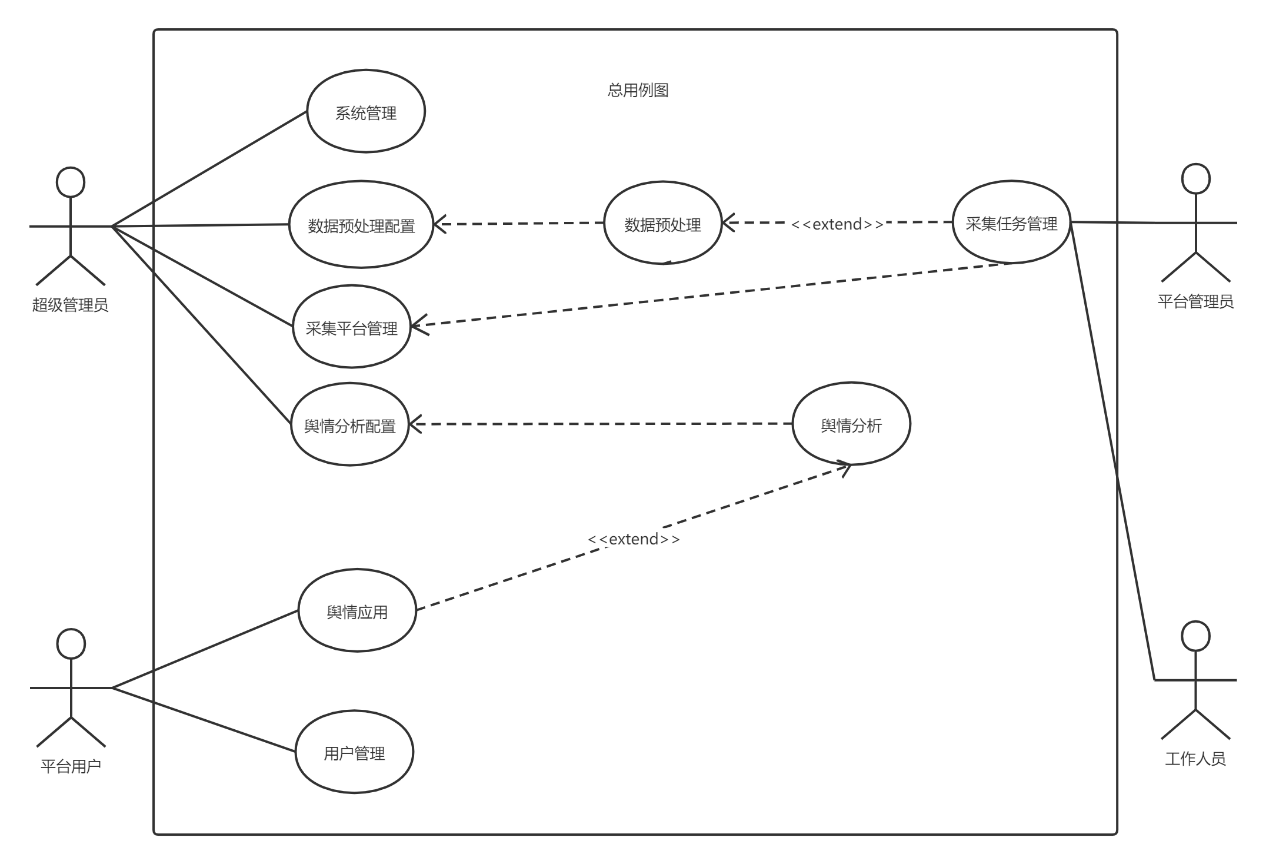 总用例图
系统管理
数据预处理配置
数据预处理
<<extend>>
采集任务管理
超级管理员
平台管理员
采集平台管理
舆情分析配置
舆情分析
<<extend>>
舆情应用
用户管理
平台用户
工作人员